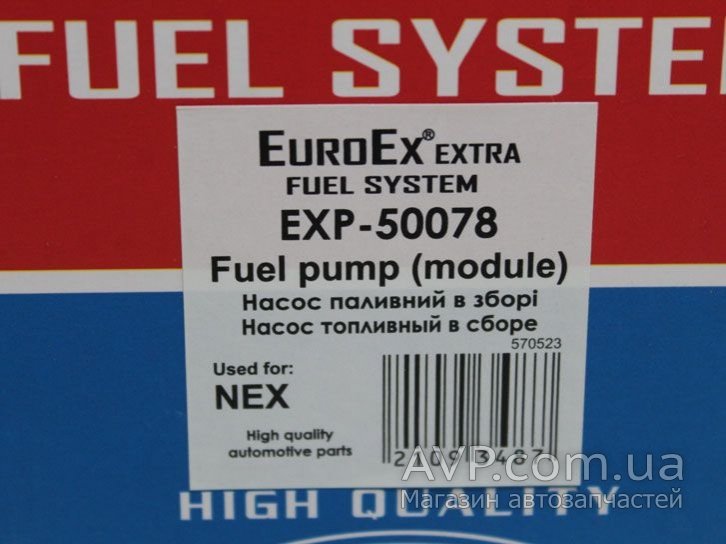 FUEL SYSTE
EUROEX® EXTRA
FUEL SYSTEM
EXP-50078
Fuel pump (module)
Насос паливний в зборі
Насос топливный в сборе
570523
Used for:
NEX
High quality
automotive parts
AVP.com.ua
Магазин автозапчастей
HIGH QUALITY